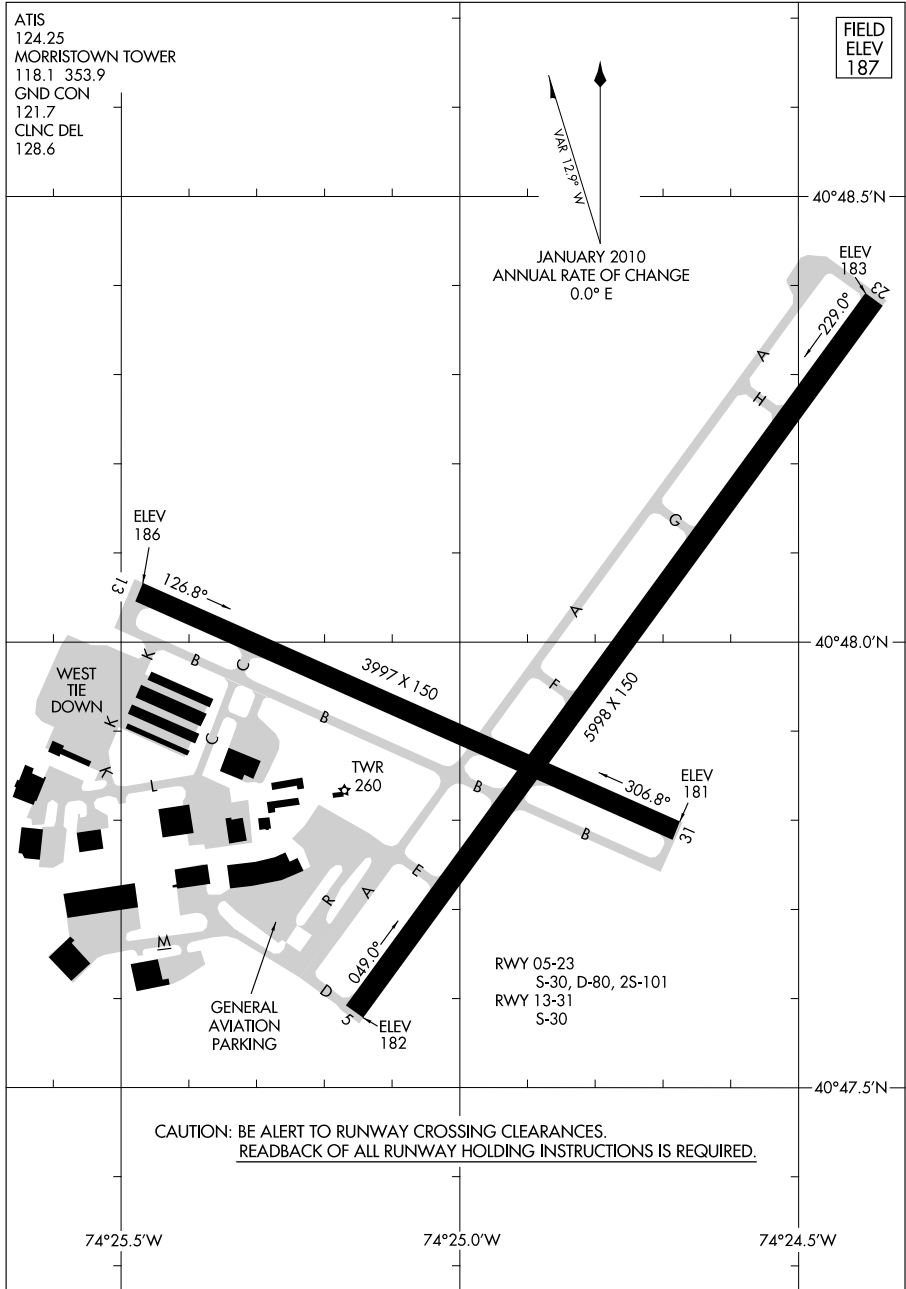 ATIS
124.25
MORRISTOWN TOWER
118.1 353.9
GND CON
121.7
CLNC DEL
128.6
FIELD
ELEV
187
VAR 12.9° W
JANUARY 2010
ANNUAL RATE OF CHANGE
0.0° E
40°48.5'N
ELEV
183
23
229.0°
A
H
G
A
F
5998 X 150
ELEV
186
13
126.8°
3997 X 150
40°48.0'N
K
B
C
B
WEST
TIE
DOWN
K
C
K
L
TWR
260
B
306.8°
ELEV
181
31
B
E
R
A
049.0°
M
D
5
ELEV
182
GENERAL
AVIATION
PARKING
RWY 05-23
S-30, D-80, 2S-101
RWY 13-31
S-30
40°47.5'N
CAUTION: BE ALERT TO RUNWAY CROSSING CLEARANCES.
READBACK OF ALL RUNWAY HOLDING INSTRUCTIONS IS REQUIRED.
74°25.5'W
74°25.0'W
74°24.5'W